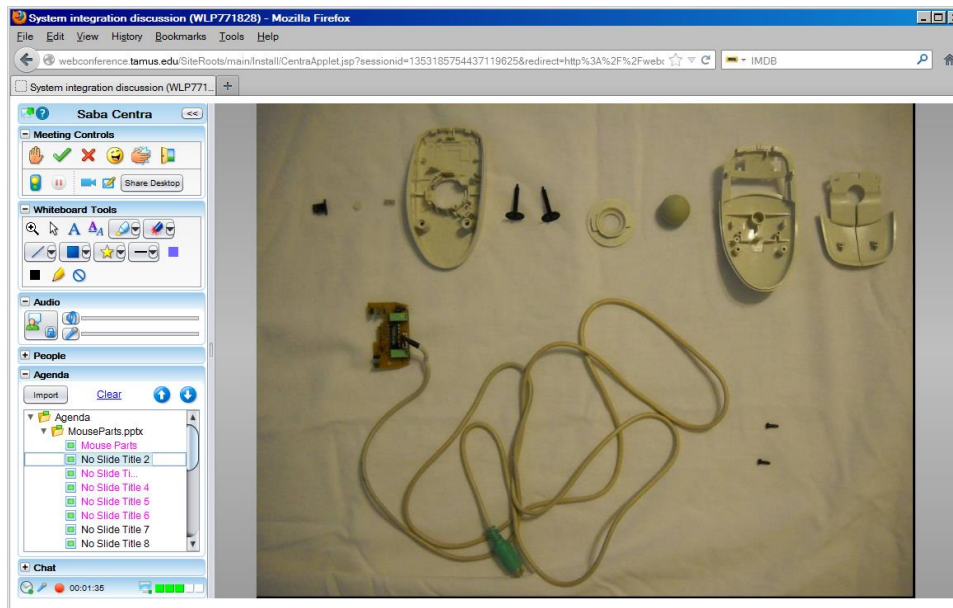 System integration discussion (WLP771828) - Mozilla Firefox
File Edit View History Bookmarks Tools Help
webconference.tamus.edu/SiteRoots/main/Install/CentraApplet.jsp?sessionid=1353185754437119625&redirect=http%3A%2F%2Fweb
IMDB
System integration discussion (WLP771...
Saba Centra <<
Meeting Controls
Share Desktop
Whiteboard Tools
A A
Audio
People
Agenda
Import Clear
Agenda
MouseParts.pptx
Mouse Parts
No Slide Title 2
No Slide Ti...
No Slide Title 4
No Slide Title 5
No Slide Title 6
No Slide Title 7
No Slide Title 8
Chat
00:01:35